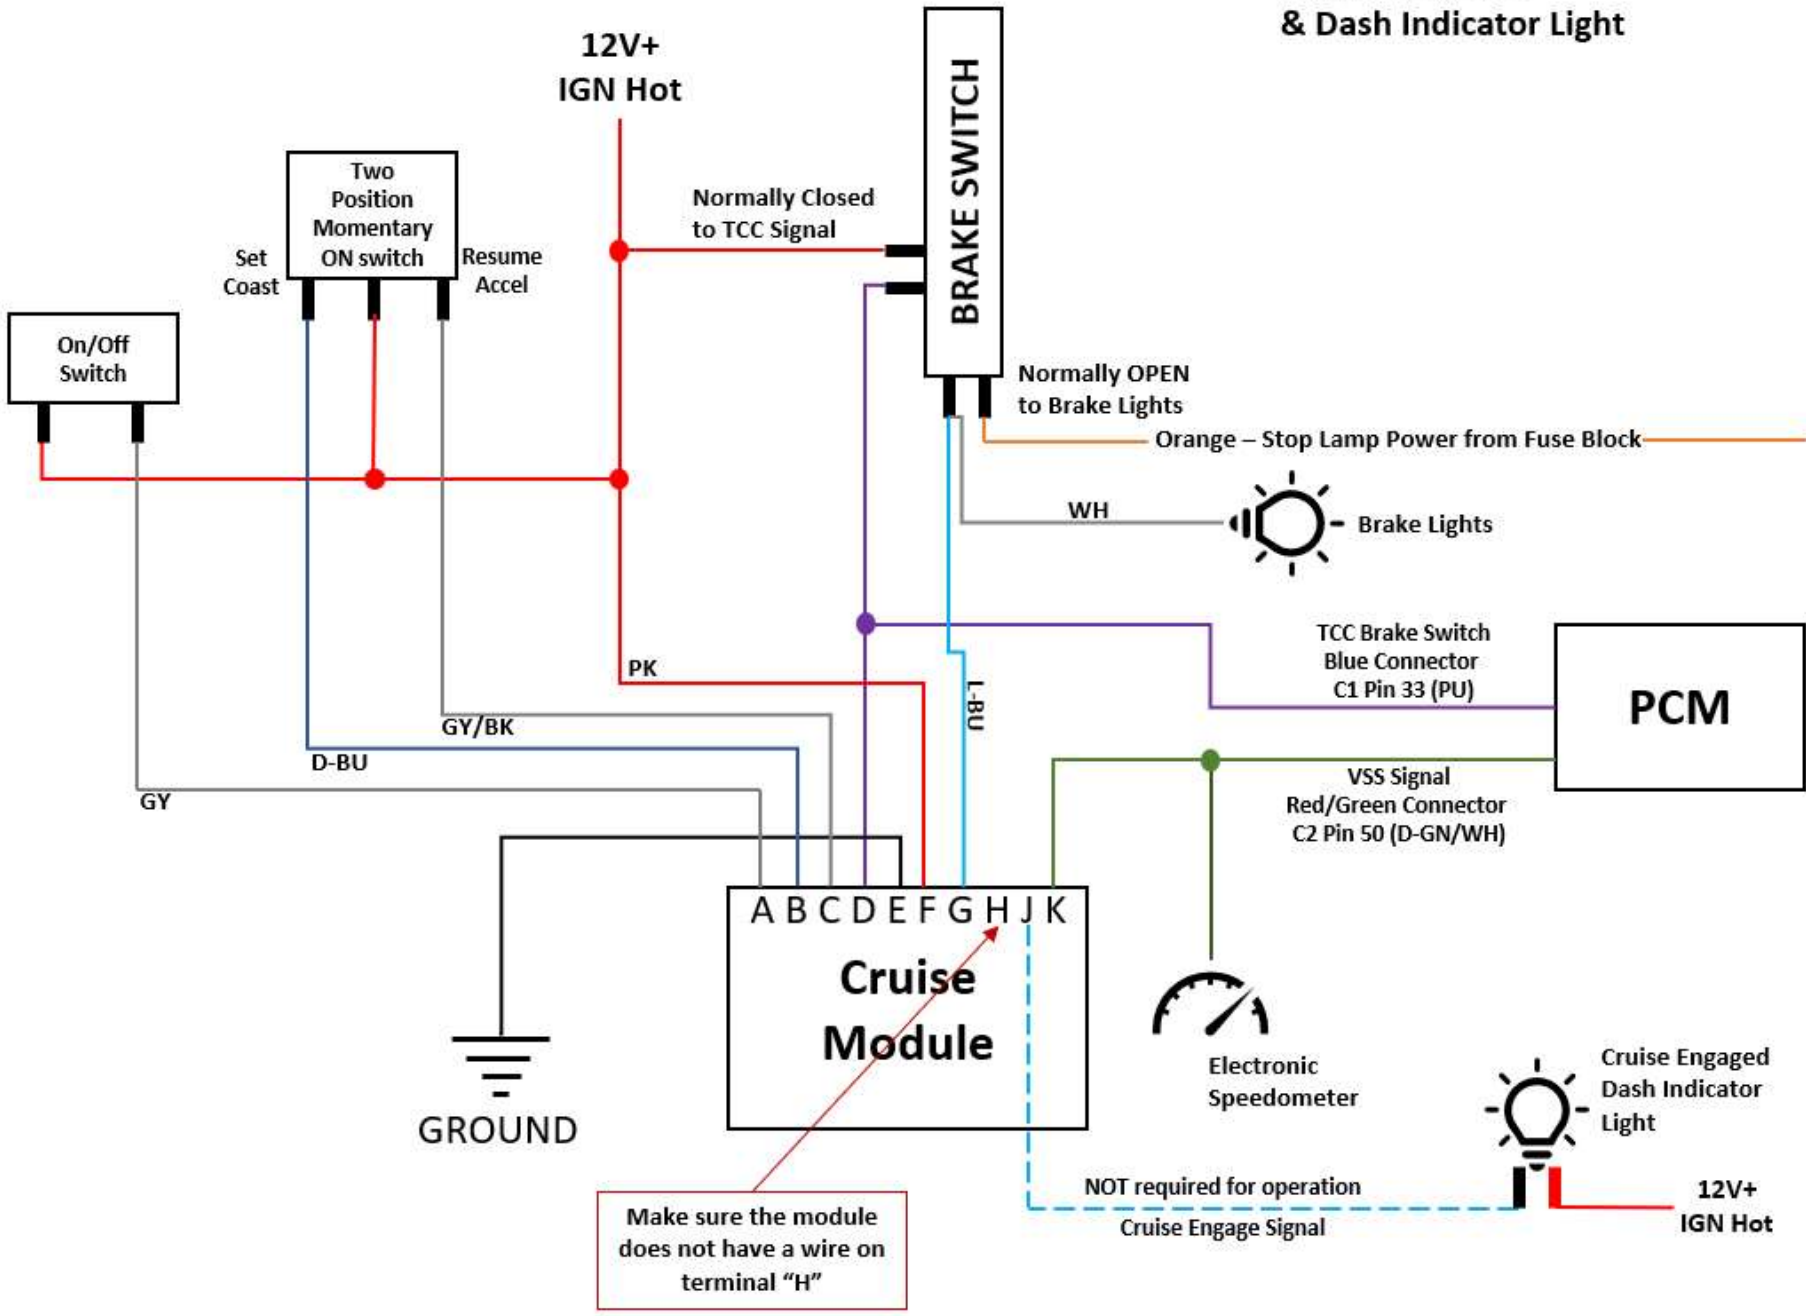 & Dash Indicator Light
12V+
IGN Hot
BRAKE SWITCH
Two
Position
Momentary
ON switch
Set
Coast
Resume
Accel
Normally Closed
to TCC Signal
On/Off
Switch
Normally OPEN
to Brake Lights
Orange – Stop Lamp Power from Fuse Block
WH
Brake Lights
TCC Brake Switch
Blue Connector
C1 Pin 33 (PU)
PCM
PK
L-BU
GY/BK
D-BU
GY
VSS Signal
Red/Green Connector
C2 Pin 50 (D-GN/WH)
A B C D E F G H J K
Cruise
Module
GROUND
Electronic
Speedometer
Cruise Engaged
Dash Indicator
Light
NOT required for operation
Cruise Engage Signal
12V+
IGN Hot
Make sure the module
does not have a wire on
terminal “H”